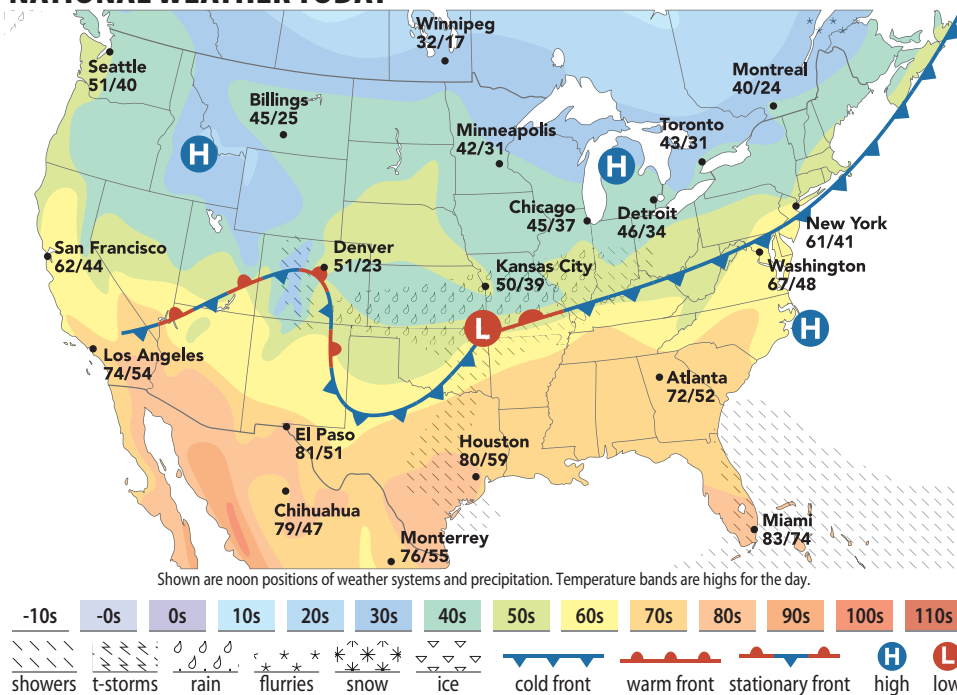 NATIONAL WEATHER TODAY
Winnipeg
32/17
Seattle
51/40
Montreal
40/24
Billings
45/25
Minneapolis
42/31
Toronto
43/31
H
H
Chicago
45/37
Detroit
46/34
New York
61/41
San Francisco
62/44
Denver
51/23
Kansas City
50/39
Washington
67/48
L
H
Los Angeles
74/54
Atlanta
72/52
El Paso
81/51
Houston
80/59
Chihuahua
79/47
Monterrey
76/55
Miami
83/74
Shown are noon positions of weather systems and precipitation. Temperature bands are highs for the day.
-10s -0s 0s 10s 20s 30s 40s 50s 60s 70s 80s 90s 100s 110s
H L
showers t-storms rain flurries snow ice cold front warm front stationary front high low